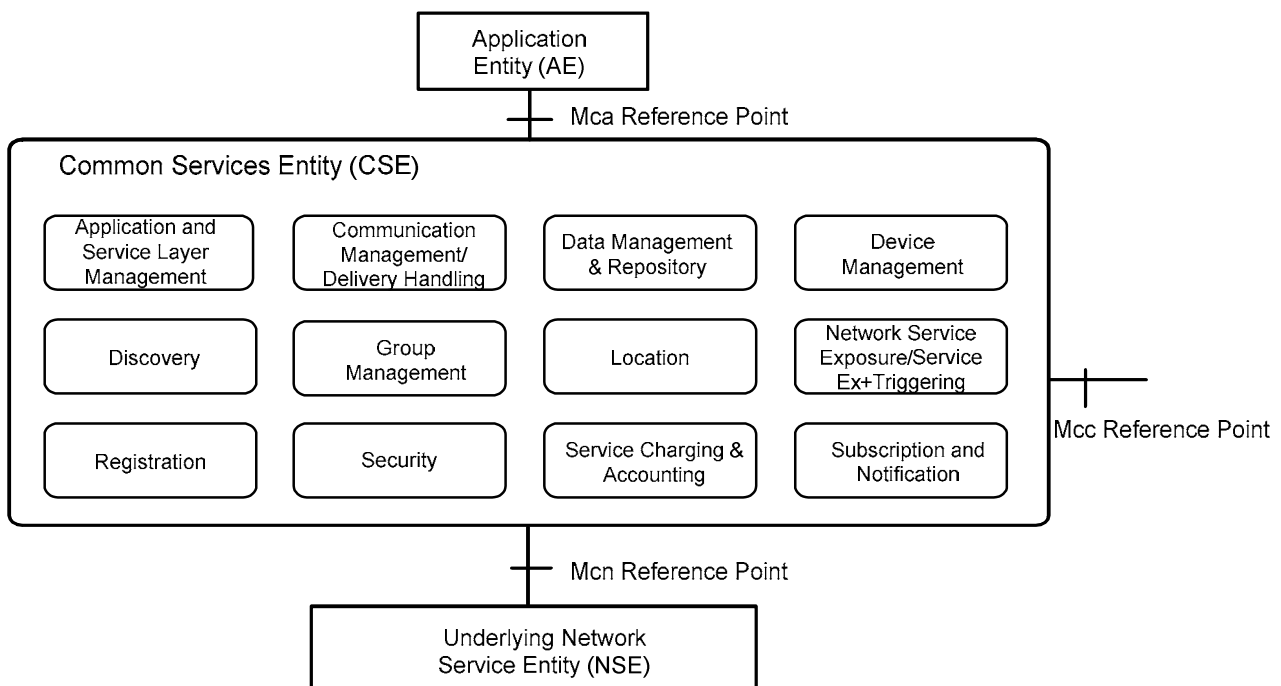 Application
Entity (AE)
Mca Reference Point
Common Services Entity (CSE)
Application and
Service Layer
Management
Communication
Management/
Delivery Handling
Data Management
& Repository
Device
Management
Discovery
Group
Management
Location
Network Service
Exposure/Service
Ex+Triggering
Mcc Reference Point
Registration
Security
Service Charging &
Accounting
Subscription and
Notification
Mcn Reference Point
Underlying Network
Service Entity (NSE)